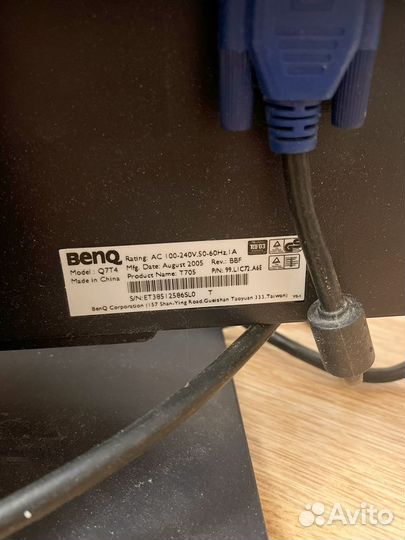 BenQ
Rating: AC 100-240V,50-60Hz,1A
Model: Q7T4
Mfg. Date: August 2005 Rev.: BBF
Made in China
Product Name: T705
P/N: 99.L1C72.A6E
S/N:ET385125865L0 T
BenQ Corporation (157 Shan-Ying Road,Gueishan Taoyuan 333, Taiwan)
Avito